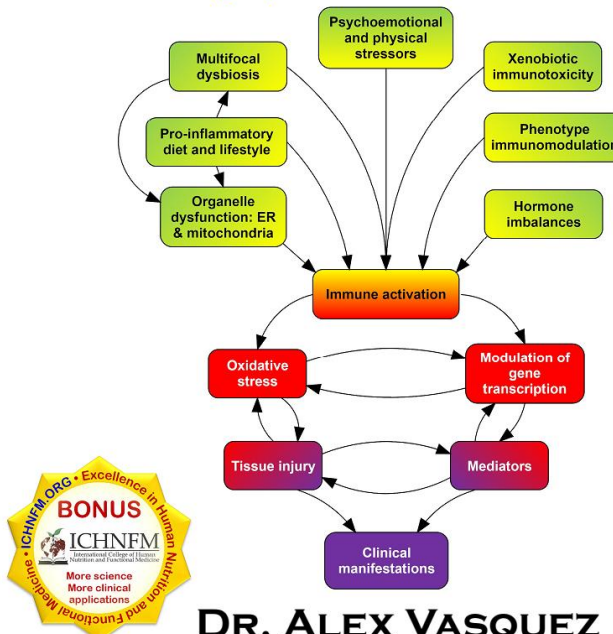 Psychoemotional
and physical
stressors
Multifocal
dysbiosis
Xenobiotic
immunotoxicity
Pro-inflammatory
diet and lifestyle
Phenotype
immunomodulation
Organelle
dysfunction: ER
& mitochondria
Hormone
imbalances
Immune activation
Oxidative
stress
Modulation of
gene
transcription
Tissue injury
Mediators
Clinical
manifestations
ICHNFM.ORG • Excellence in Human Nutrition and Functional Medicine •
BONUS
ICHNFM
International College of Human
Nutrition and Functional Medicine
More science
More clinical
applications
DR. ALEX VASQUEZ